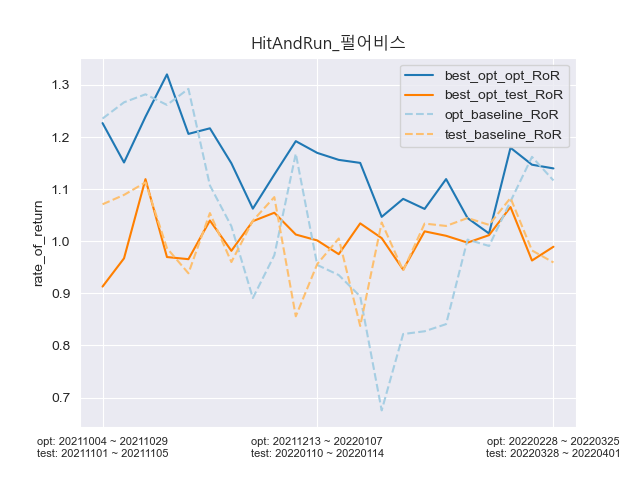 HitAndRun_펄어비스
best_opt_opt_RoR
best_opt_test_RoR
opt_baseline_RoR
test_baseline_RoR
rate_of_return
1.3
1.2
1.1
1.0
0.9
0.8
0.7
opt: 20211004 ~ 20211029
test: 20211101 ~ 20211105
opt: 20211213 ~ 20220107
test: 20220110 ~ 20220114
opt: 20220228 ~ 20220325
test: 20220328 ~ 20220401